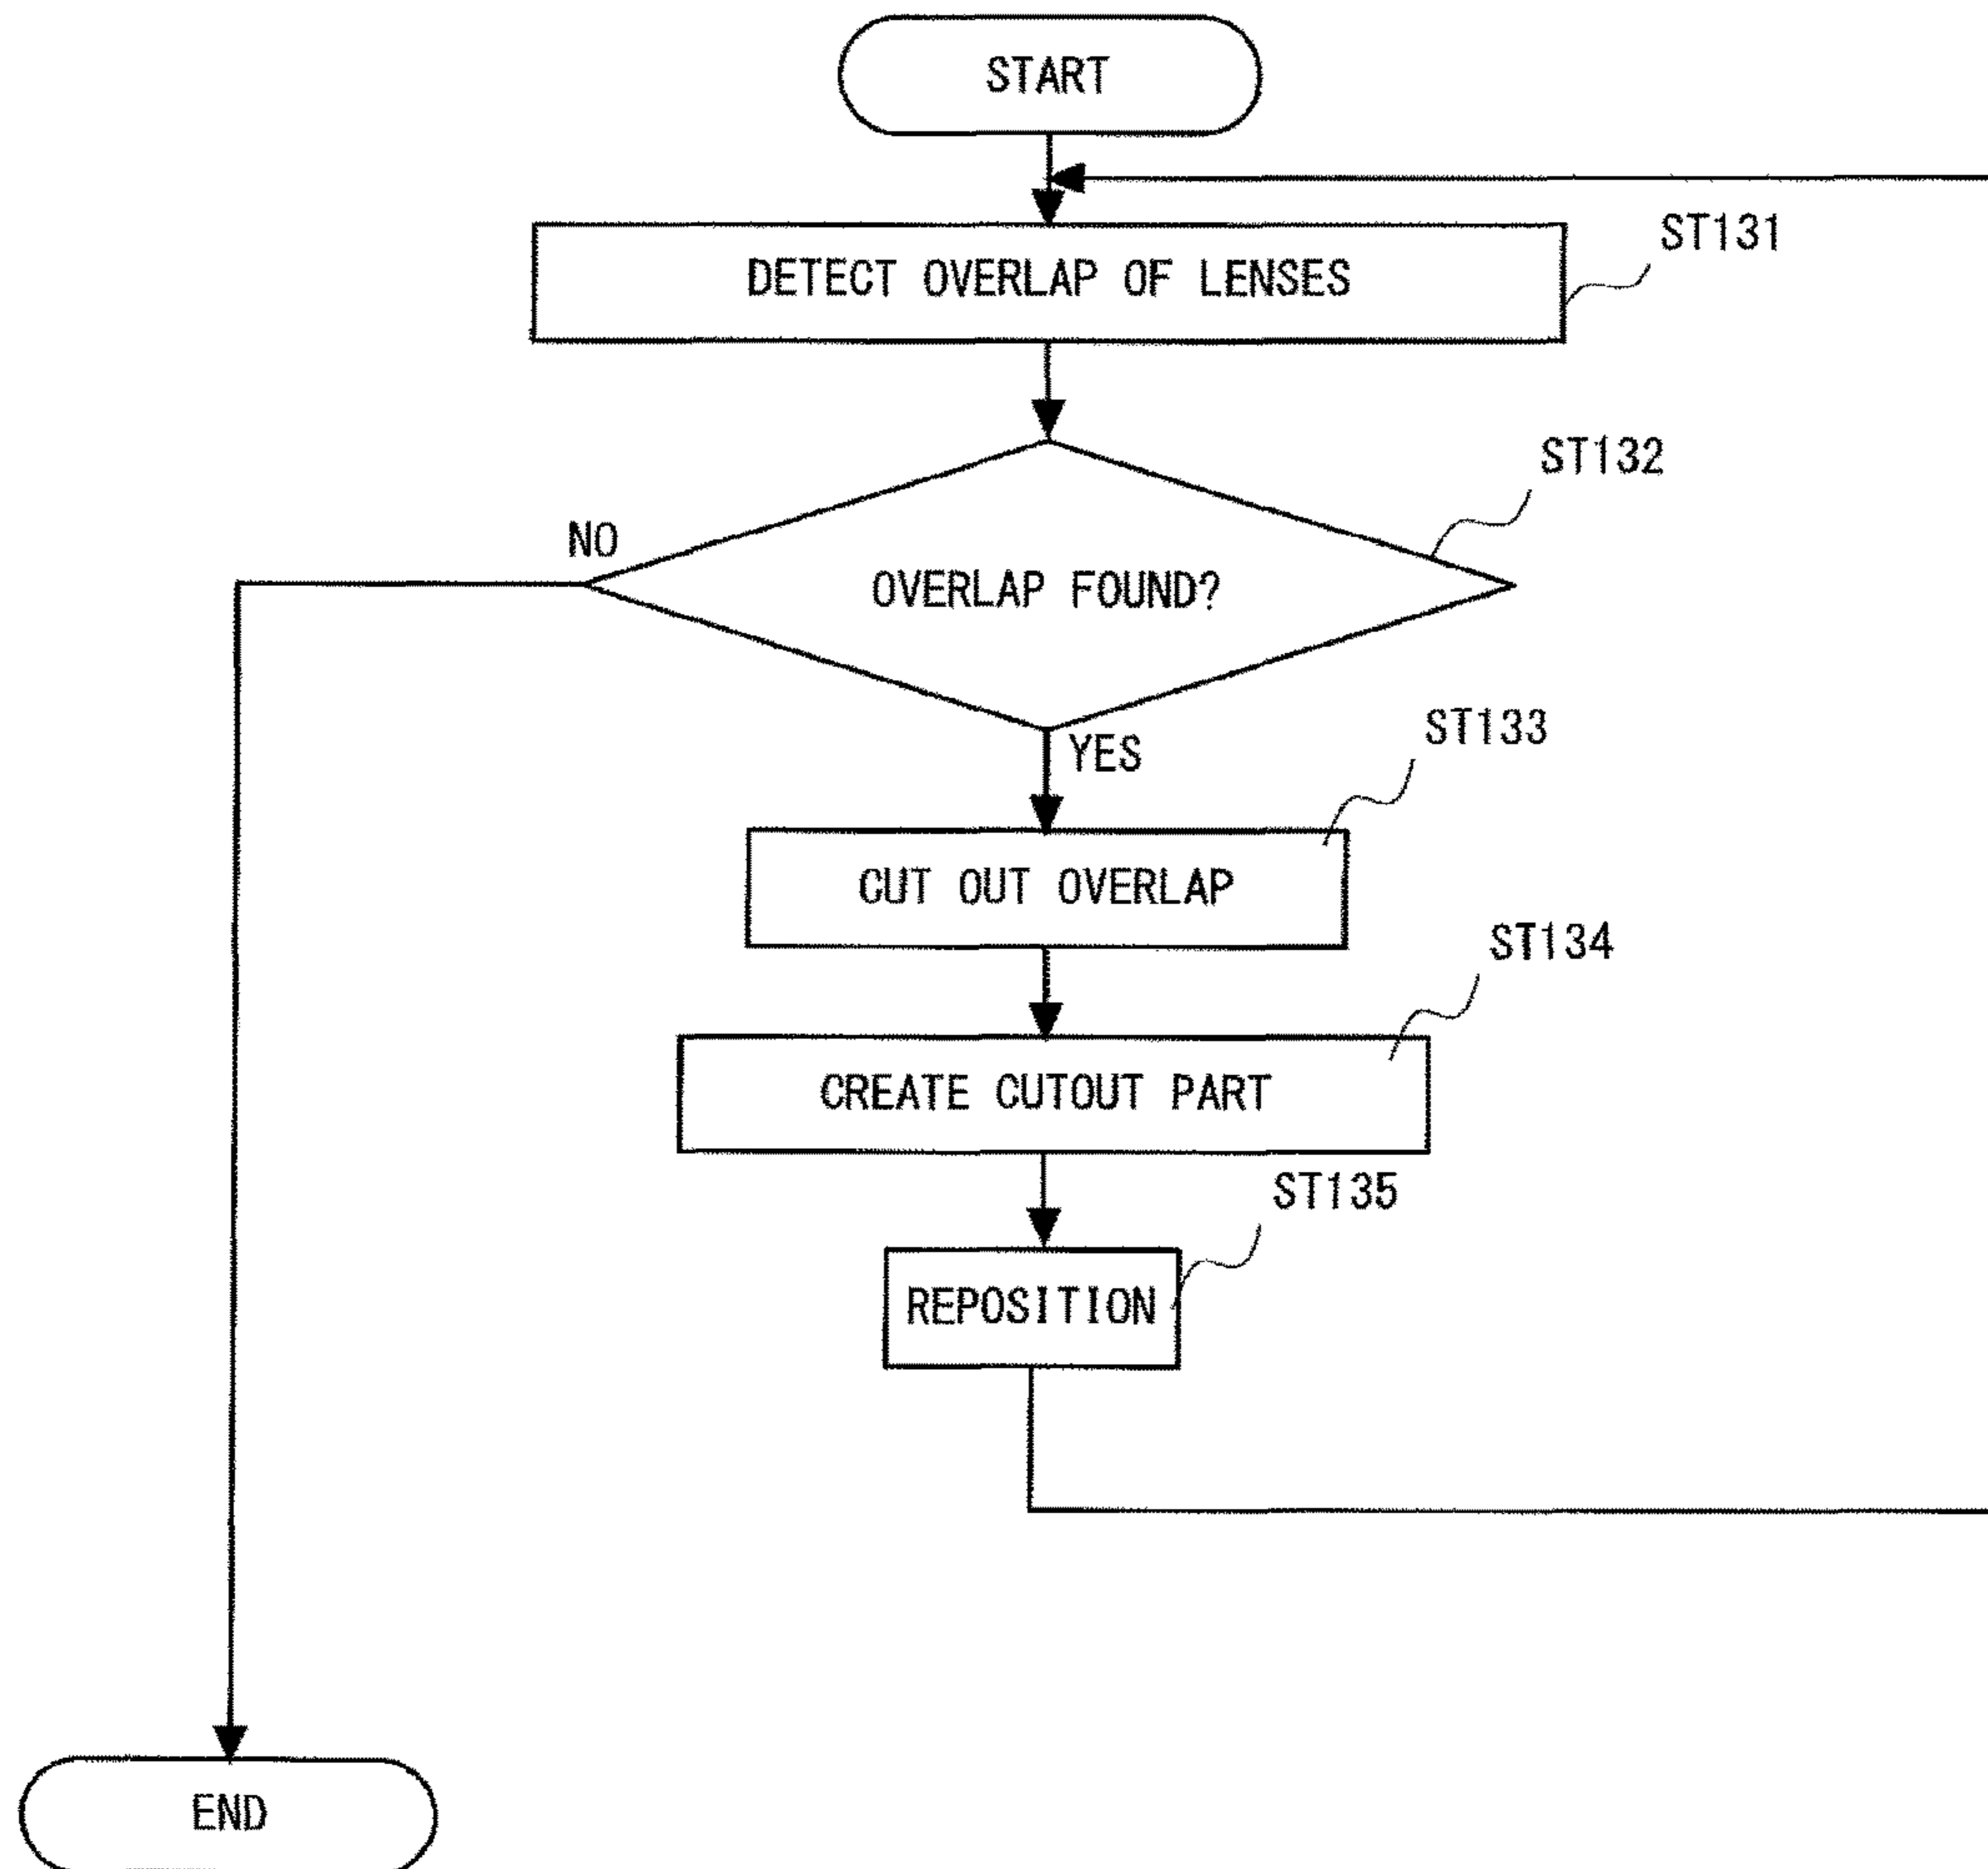 START
ST131
DETECT OVERLAP OF LENSES
ST132
NO
OVERLAP FOUND?
YES
ST133
CUT OUT OVERLAP
ST134
CREATE CUTOUT PART
ST135
REPOSITION
END